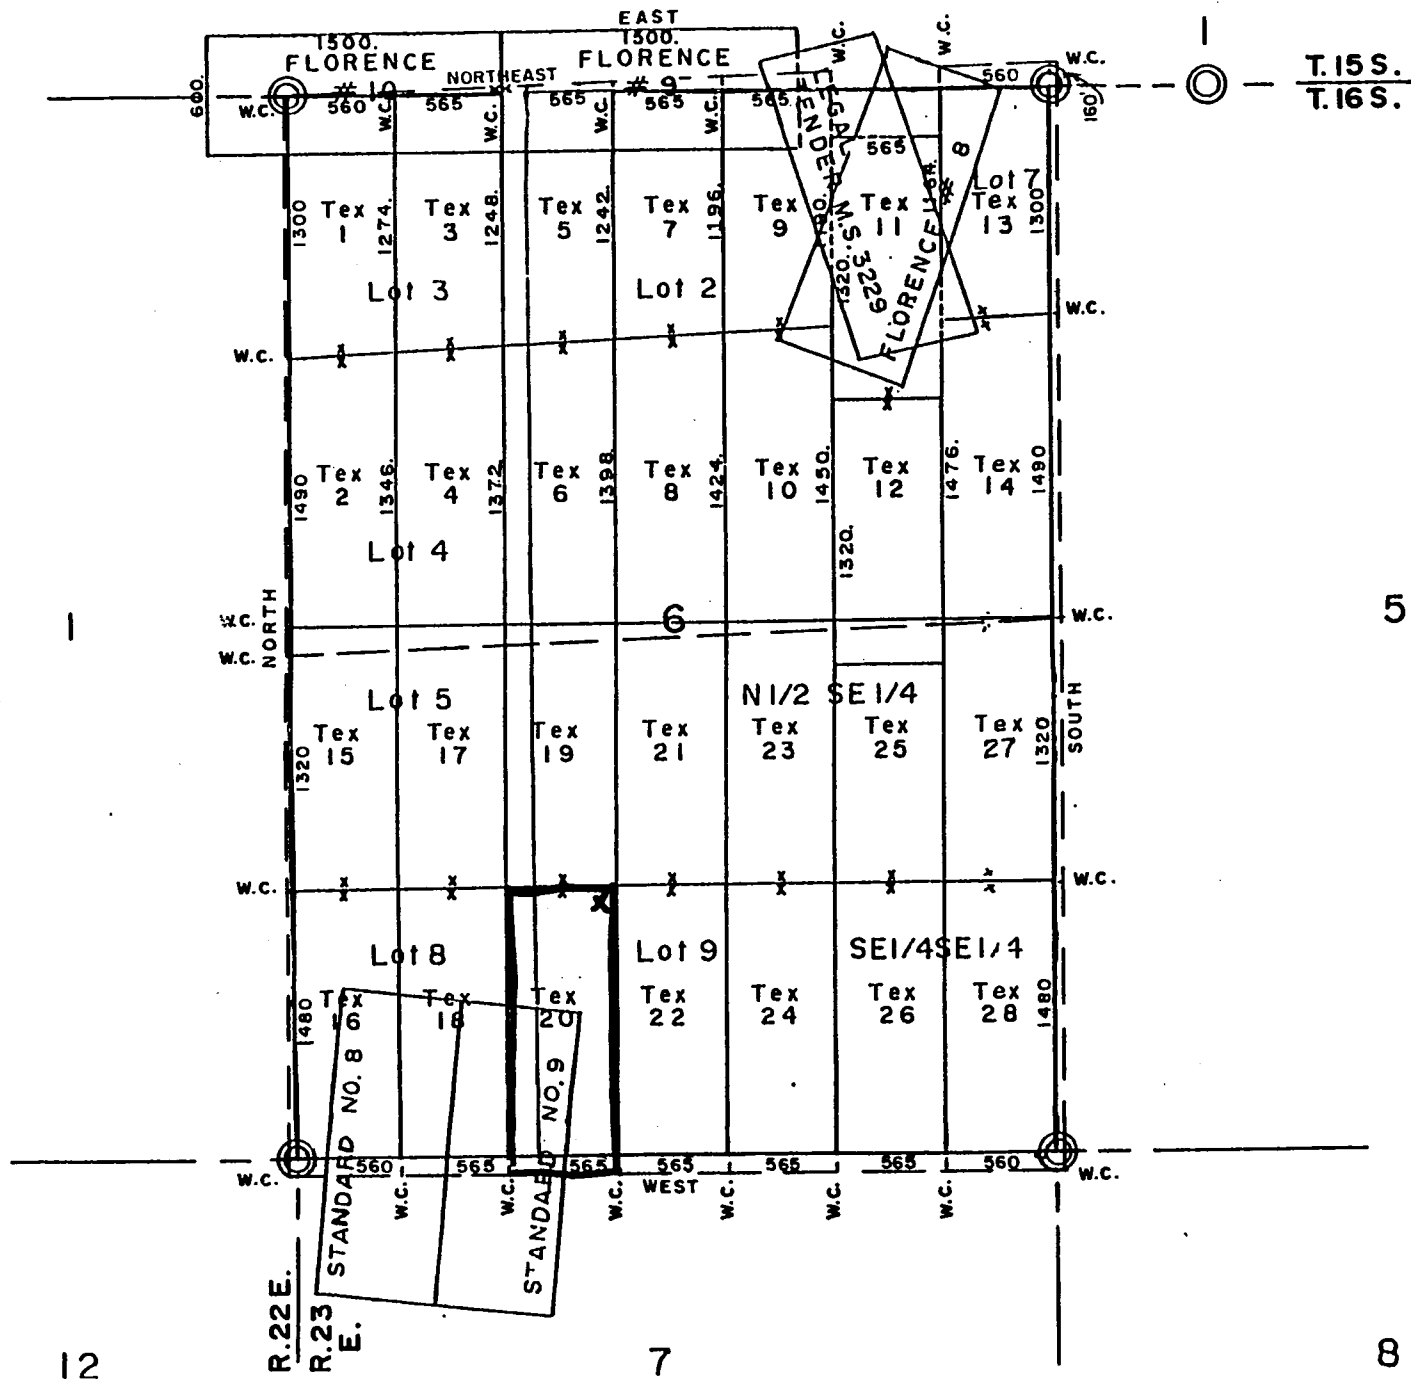 EAST
1500. 1500.
FLORENCE FLORENCE
# 10 NORTHEAST # 9
600.
W.C. 560 W.C. 565 W.C. 565 W.C. 565 W.C. 565 W.C. W.C. 560 W.C.
160
I
T. 15 S.
T. 16 S.
LEGAL TENDER M.S. 3229
FLORENCE # 8
565
Lot 7
1300 Tex 1 1274. Tex 3 1248. Tex 5 1242. Tex 7 1196. Tex 9 Tex 11 Tex 13 1300
1320.
Lot 3 Lot 2
W.C. W.C.
1490 Tex 2 1346. Tex 4 1372. Tex 6 1398. Tex 8 1424. Tex 10 1450. Tex 12 1476. Tex 14 1490
1320.
Lot 4
I W.C. 6 W.C. 5
W.C. NORTH
Lot 5 N1/2 SE1/4
SOUTH
1320 Tex 15 Tex 17 Tex 19 Tex 21 Tex 23 Tex 25 Tex 27 1320
W.C. X W.C.
Lot 8 Lot 9 SE1/4SE1/4
1480 Tex 16 Tex 18 Tex 20 Tex 22 Tex 24 Tex 26 Tex 28 1480
STANDARD NO. 8
STANDARD NO. 9
W.C. 560 565 565 565 565 565 560 W.C.
WEST
W.C. W.C. W.C. W.C. W.C. W.C.
R. 22 E.
R. 23 E.
12 7 8